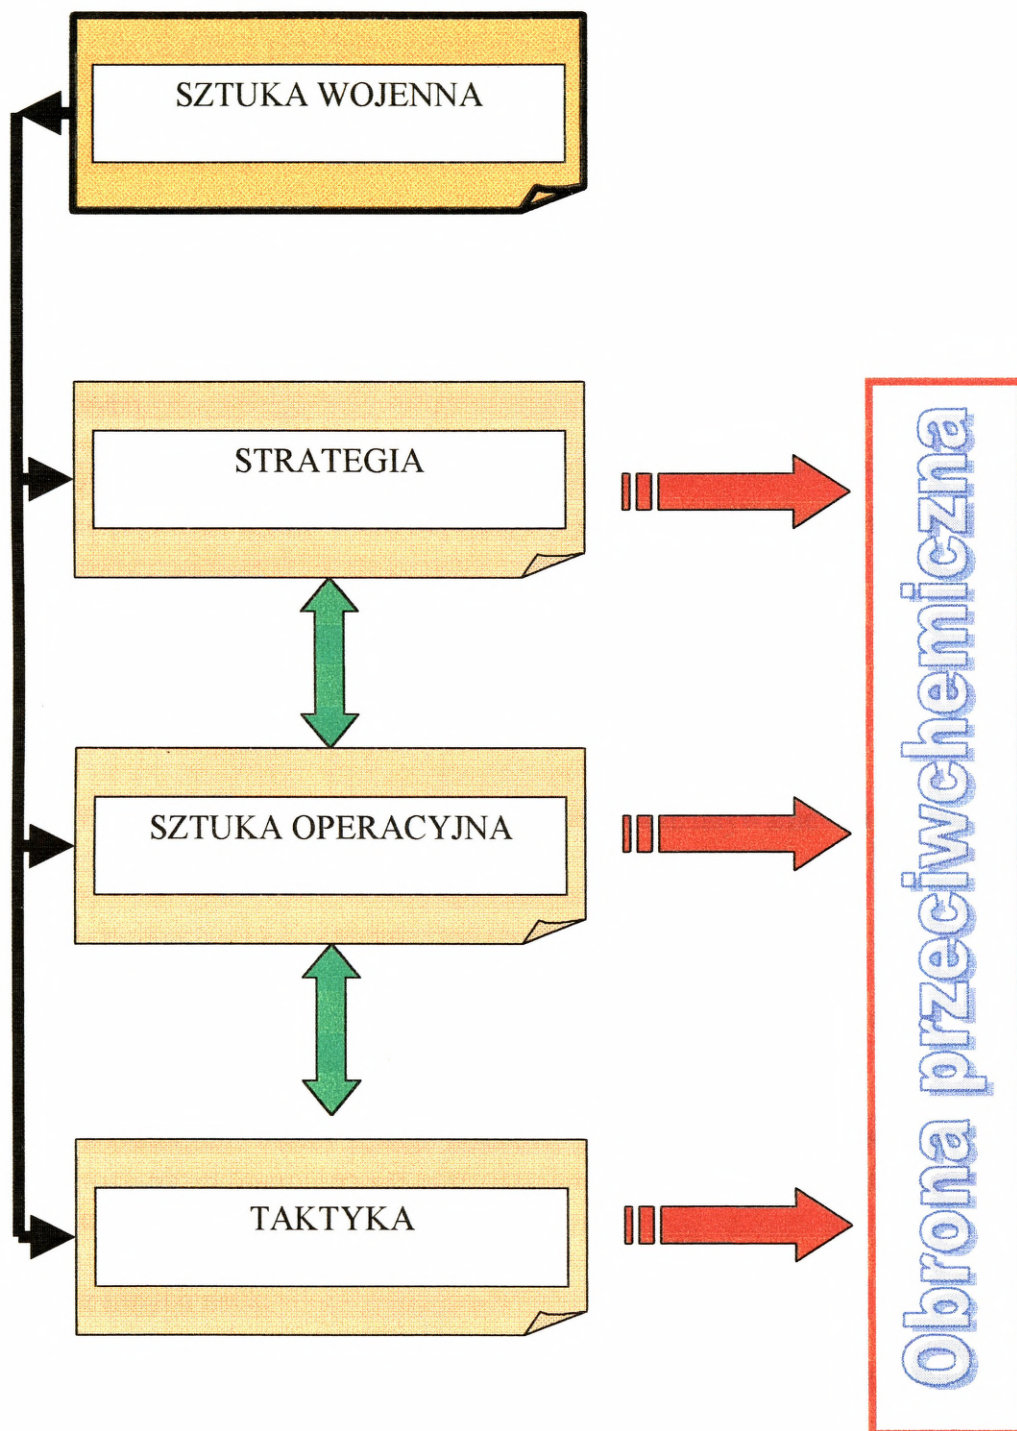 SZTUKA WOJENNA
STRATEGIA
SZTUKA OPERACYJNA
TAKTYKA
Obrona przeciwchemiczna